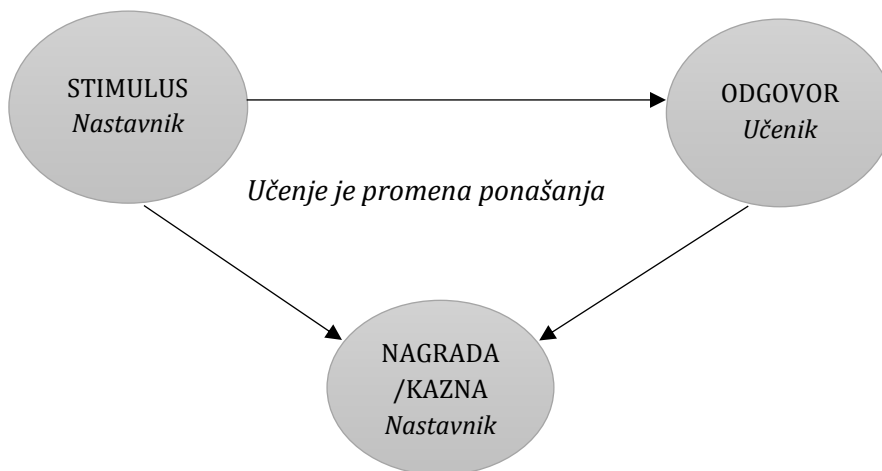 STIMULUS
Nastavnik
ODGOVOR
Učenik
Učenje je promena ponašanja
NAGRADA
/KAZNA
Nastavnik